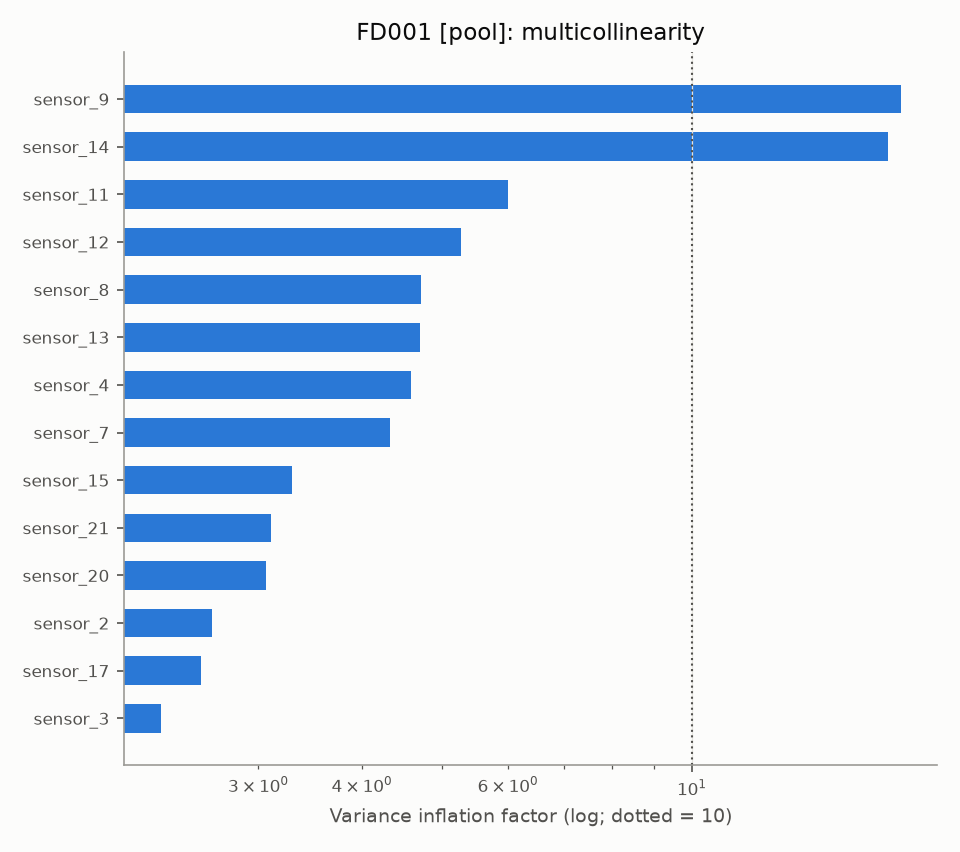 FD001 [pool]: multicollinearity
sensor_9
sensor_14
sensor_11
sensor_12
sensor_8
sensor_13
sensor_4
sensor_7
sensor_15
sensor_21
sensor_20
sensor_2
sensor_17
sensor_3
3 × 10⁰ 4 × 10⁰ 6 × 10⁰ 10¹
Variance inflation factor (log; dotted = 10)